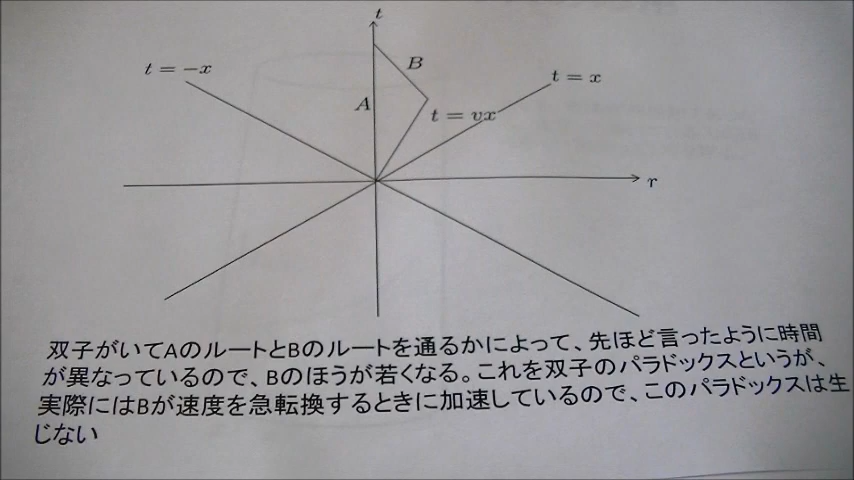 t
t = −x
B
t = x
A
t = vx
r
双子がいてAのルートとBのルートを通るかによって、先ほど言ったように時間
が異なっているので、Bのほうが若くなる。これを双子のパラドックスというが、
実際にはBが速度を急転換するときに加速しているので、このパラドックスは生
じない